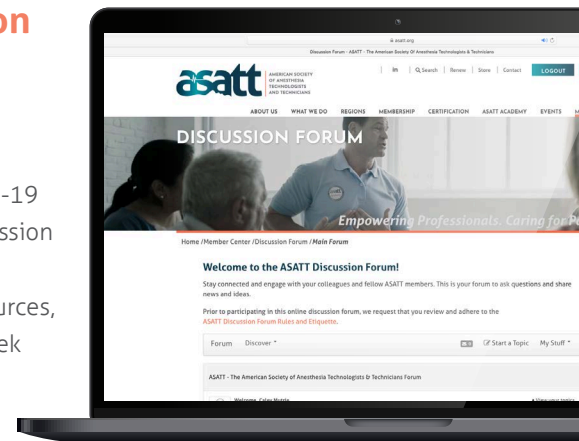 on
-19
ssion
urces,
ek
asatt.org
Discussion Forum - ASATT - The American Society Of Anesthesia Technologists & Technicians
asatt
AMERICAN SOCIETY
OF ANESTHESIA
TECHNOLOGISTS
AND TECHNICIANS
in | Search | Renew | Store | Contact LOGOUT
ABOUT US WHAT WE DO REGIONS MEMBERSHIP CERTIFICATION ASATT ACADEMY EVENTS M
DISCUSSION FORUM
Empowering Professionals. Caring for P
Home /Member Center /Discussion Forum /Main Forum
Welcome to the ASATT Discussion Forum!
Stay connected and engage with your colleagues and fellow ASATT members. This is your forum to ask questions and share
news and ideas.
Prior to participating in this online discussion forum, we request that you review and adhere to the
ASATT Discussion Forum Rules and Etiquette.
Forum Discover Start a Topic My Stuff
ASATT - The American Society of Anesthesia Technologists & Technicians Forum
Welcome,
View your topics